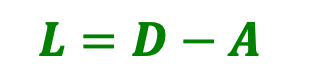 L = D − A